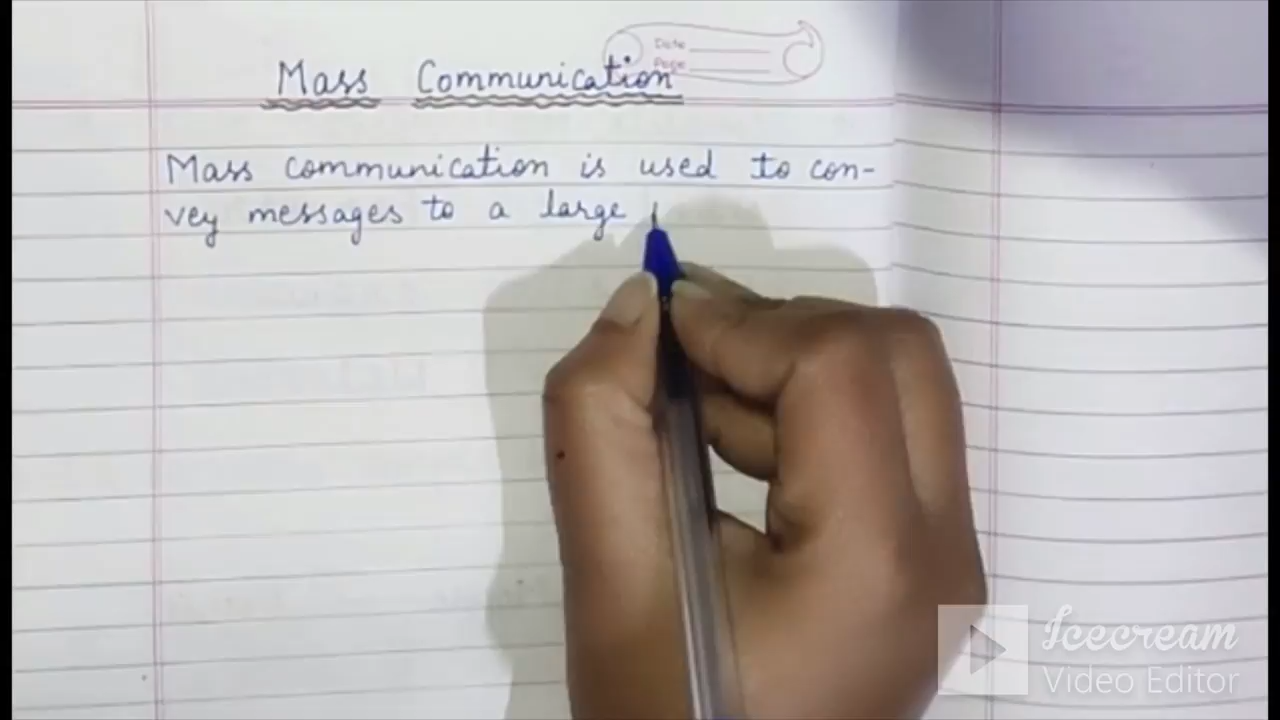 Date
Page
Mass Communication
Mass communication is used to con-
vey messages to a large
Icecream
Video Editor